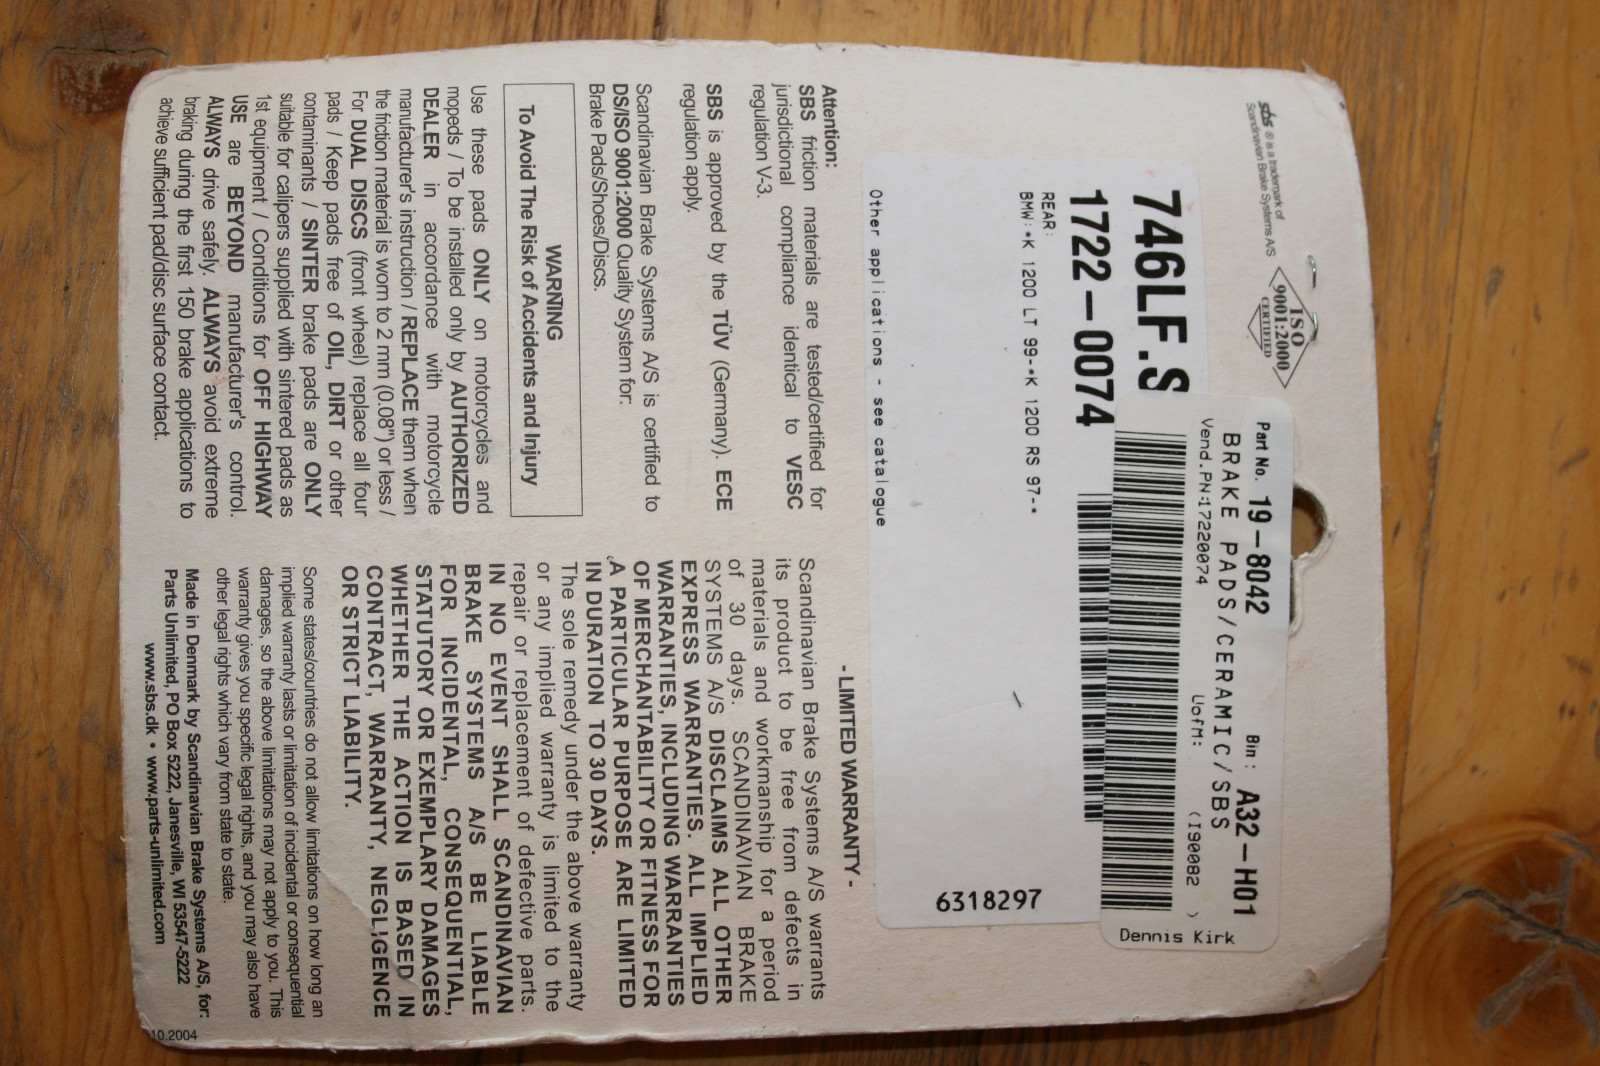 sbs ® is a trademark of
Scandinavian Brake Systems A/S
ISO
9001:2000
CERTIFIED
Part No. 19-8042 Bin: A32-H01
BRAKE PADS/CERAMIC/SBS
Vend.PN:17220074 UofM: (I90082 )
Dennis Kirk
746LF.S
1722-0074
REAR:
BMW:*K 1200 LT 99-*K 1200 RS 97-*
6318297
Other applications - see catalogue
Attention:
SBS friction materials are tested/certified for
jurisdictional compliance identical to VESC
regulation V-3.
SBS is approved by the TÜV (Germany). ECE
regulation apply.
Scandinavian Brake Systems A/S is certified to
DS/ISO 9001:2000 Quality System for:
Brake Pads/Shoes/Discs.
WARNING
To Avoid The Risk of Accidents and Injury
Use these pads ONLY on motorcycles and
mopeds / To be installed only by AUTHORIZED
DEALER in accordance with motorcycle
manufacturer's instruction / REPLACE them when
the friction material is worn to 2 mm (0.08") or less /
For DUAL DISCS (front wheel) replace all four
pads / Keep pads free of OIL, DIRT or other
contaminants / SINTER brake pads are ONLY
suitable for calipers supplied with sintered pads as
1st equipment / Conditions for OFF HIGHWAY
USE are BEYOND manufacturer's control.
ALWAYS drive safely. ALWAYS avoid extreme
braking during the first 150 brake applications to
achieve sufficient pad/disc surface contact.
- LIMITED WARRANTY -
Scandinavian Brake Systems A/S warrants
its product to be free from defects in
materials and workmanship for a period
of 30 days. SCANDINAVIAN BRAKE
SYSTEMS A/S DISCLAIMS ALL OTHER
EXPRESS WARRANTIES. ALL IMPLIED
WARRANTIES, INCLUDING WARRANTIES
OF MERCHANTABILITY OR FITNESS FOR
A PARTICULAR PURPOSE ARE LIMITED
IN DURATION TO 30 DAYS.
The sole remedy under the above warranty
or any implied warranty is limited to the
repair or replacement of defective parts.
IN NO EVENT SHALL SCANDINAVIAN
BRAKE SYSTEMS A/S BE LIABLE
FOR INCIDENTAL, CONSEQUENTIAL,
STATUTORY OR EXEMPLARY DAMAGES
WHETHER THE ACTION IS BASED IN
CONTRACT, WARRANTY, NEGLIGENCE
OR STRICT LIABILITY.
Some states/countries do not allow limitations on how long an
implied warranty lasts or limitation of incidental or consequential
damages, so the above limitations may not apply to you. This
warranty gives you specific legal rights, and you may also have
other legal rights which vary from state to state.
Made in Denmark by Scandinavian Brake Systems A/S, for:
Parts Unlimited, PO Box 5222, Janesville, WI 53547-5222
www.sbs.dk • www.parts-unlimited.com
10.2004